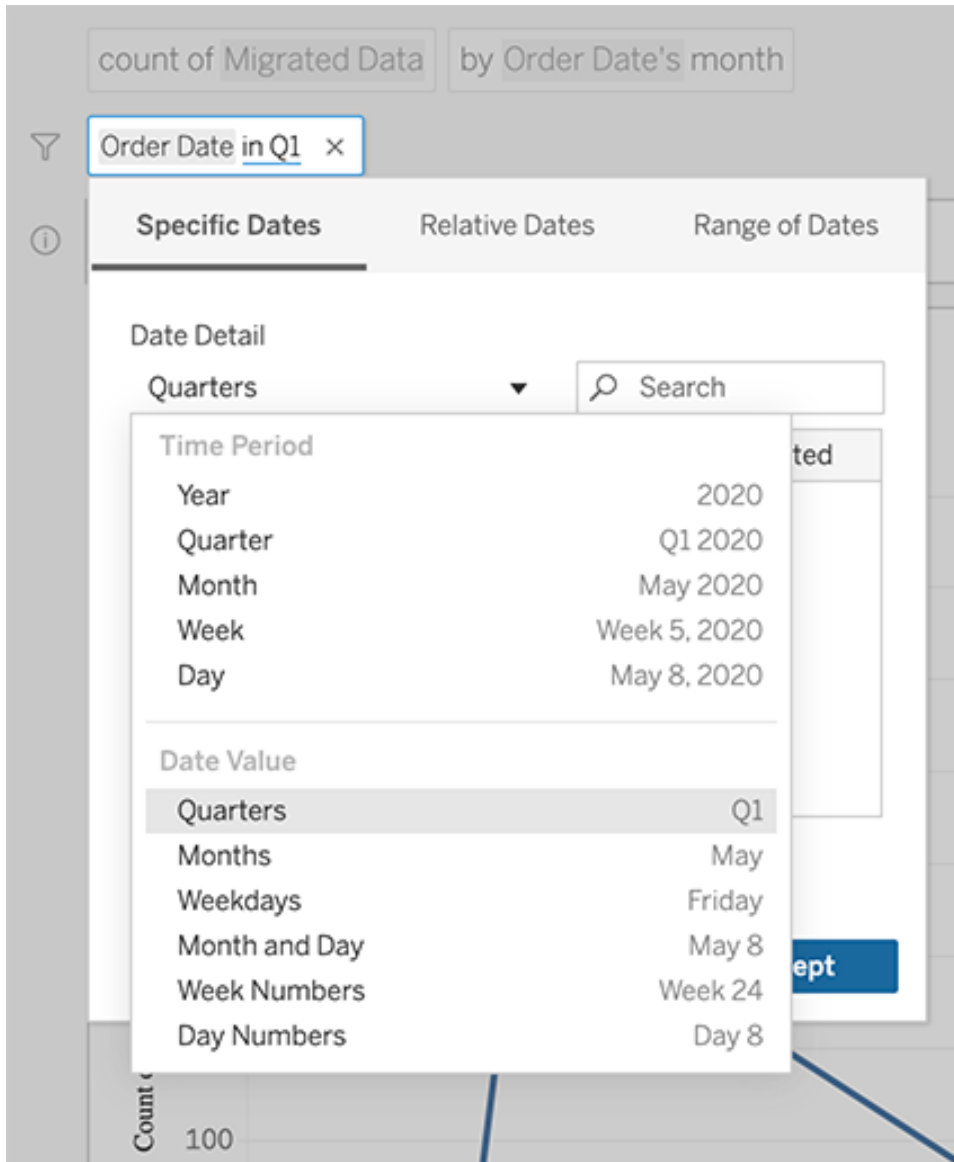 count of Migrated Data by Order Date's month
Order Date in Q1 ×
Specific Dates Relative Dates Range of Dates
Date Detail
Quarters Search
Time Period
ted
Year 2020
Quarter Q1 2020
Month May 2020
Week Week 5, 2020
Day May 8, 2020
Date Value
Quarters Q1
Months May
Weekdays Friday
Month and Day May 8
ept
Week Numbers Week 24
Day Numbers Day 8
Count
100